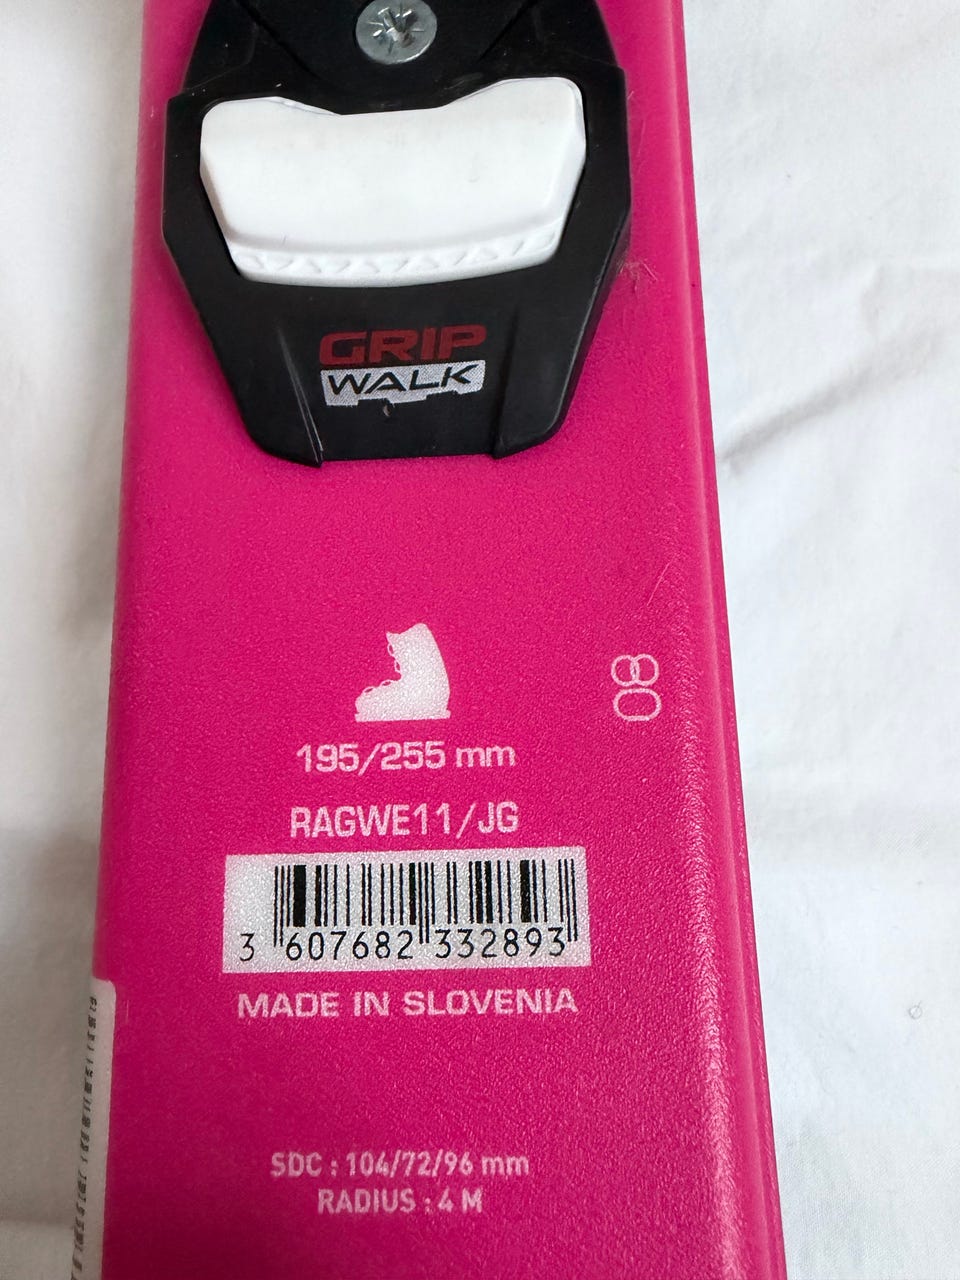 GRIP
WALK
08
195/255 mm
RAGWE11/JG
3 607682 332893
MADE IN SLOVENIA
SDC : 104/72/96 mm
RADIUS : 4 M